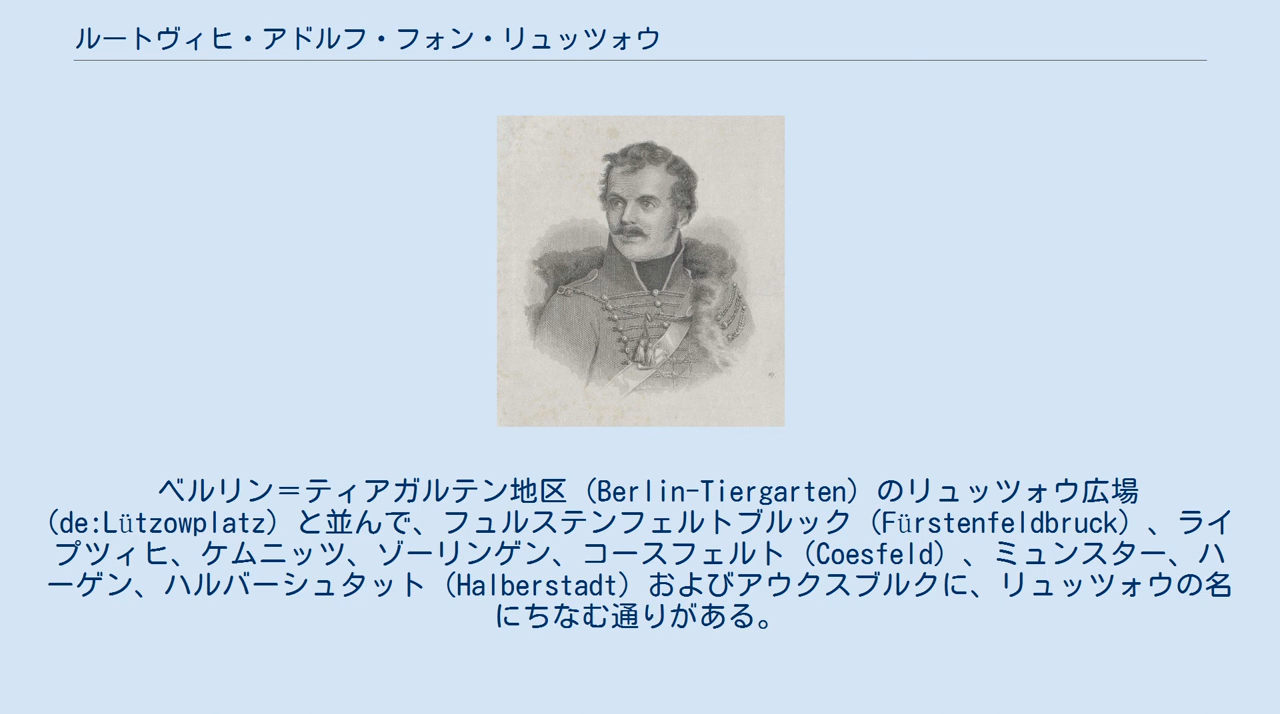 ルートヴィヒ・アドルフ・フォン・リュッツォウ
ベルリン＝ティアガルテン地区（Berlin-Tiergarten）のリュッツォウ広場
（de:Lützowplatz）と並んで、フュルステンフェルトブルック（Fürstenfeldbruck）、ライ
プツィヒ、ケムニッツ、ゾーリンゲン、コースフェルト（Coesfeld）、ミュンスター、ハ
ーゲン、ハルバーシュタット（Halberstadt）およびアウクスブルクに、リュッツォウの名
にちなむ通りがある。